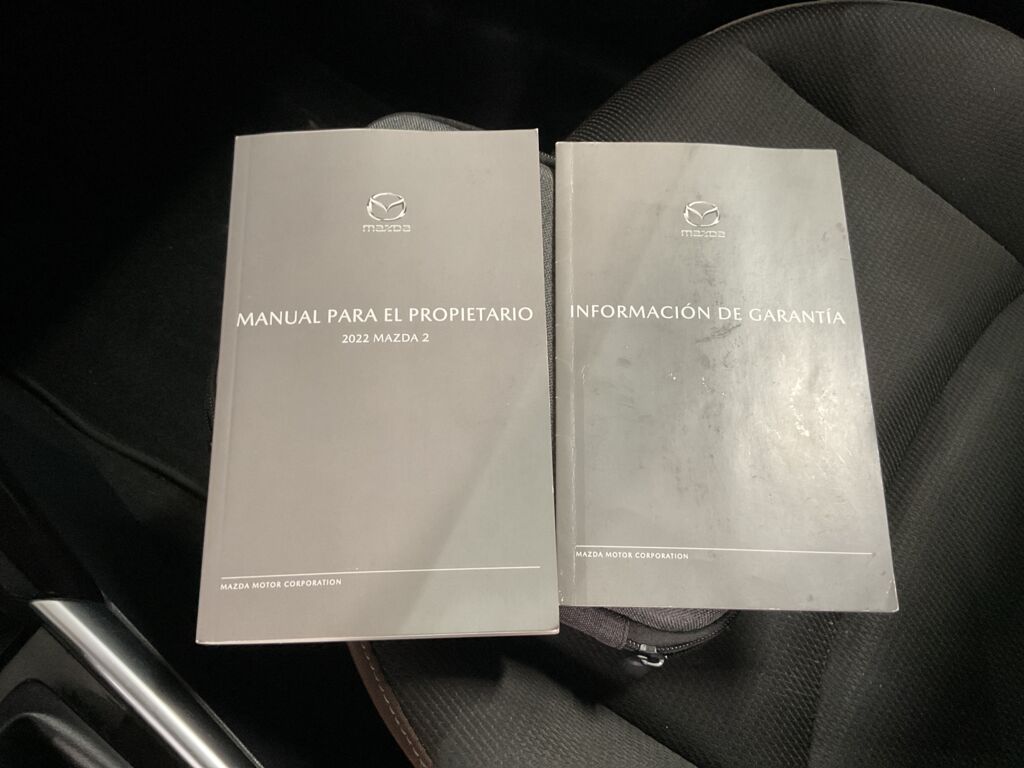 mazda
MANUAL PARA EL PROPIETARIO
2022 MAZDA 2
MAZDA MOTOR CORPORATION
mazda
INFORMACIÓN DE GARANTÍA
MAZDA MOTOR CORPORATION